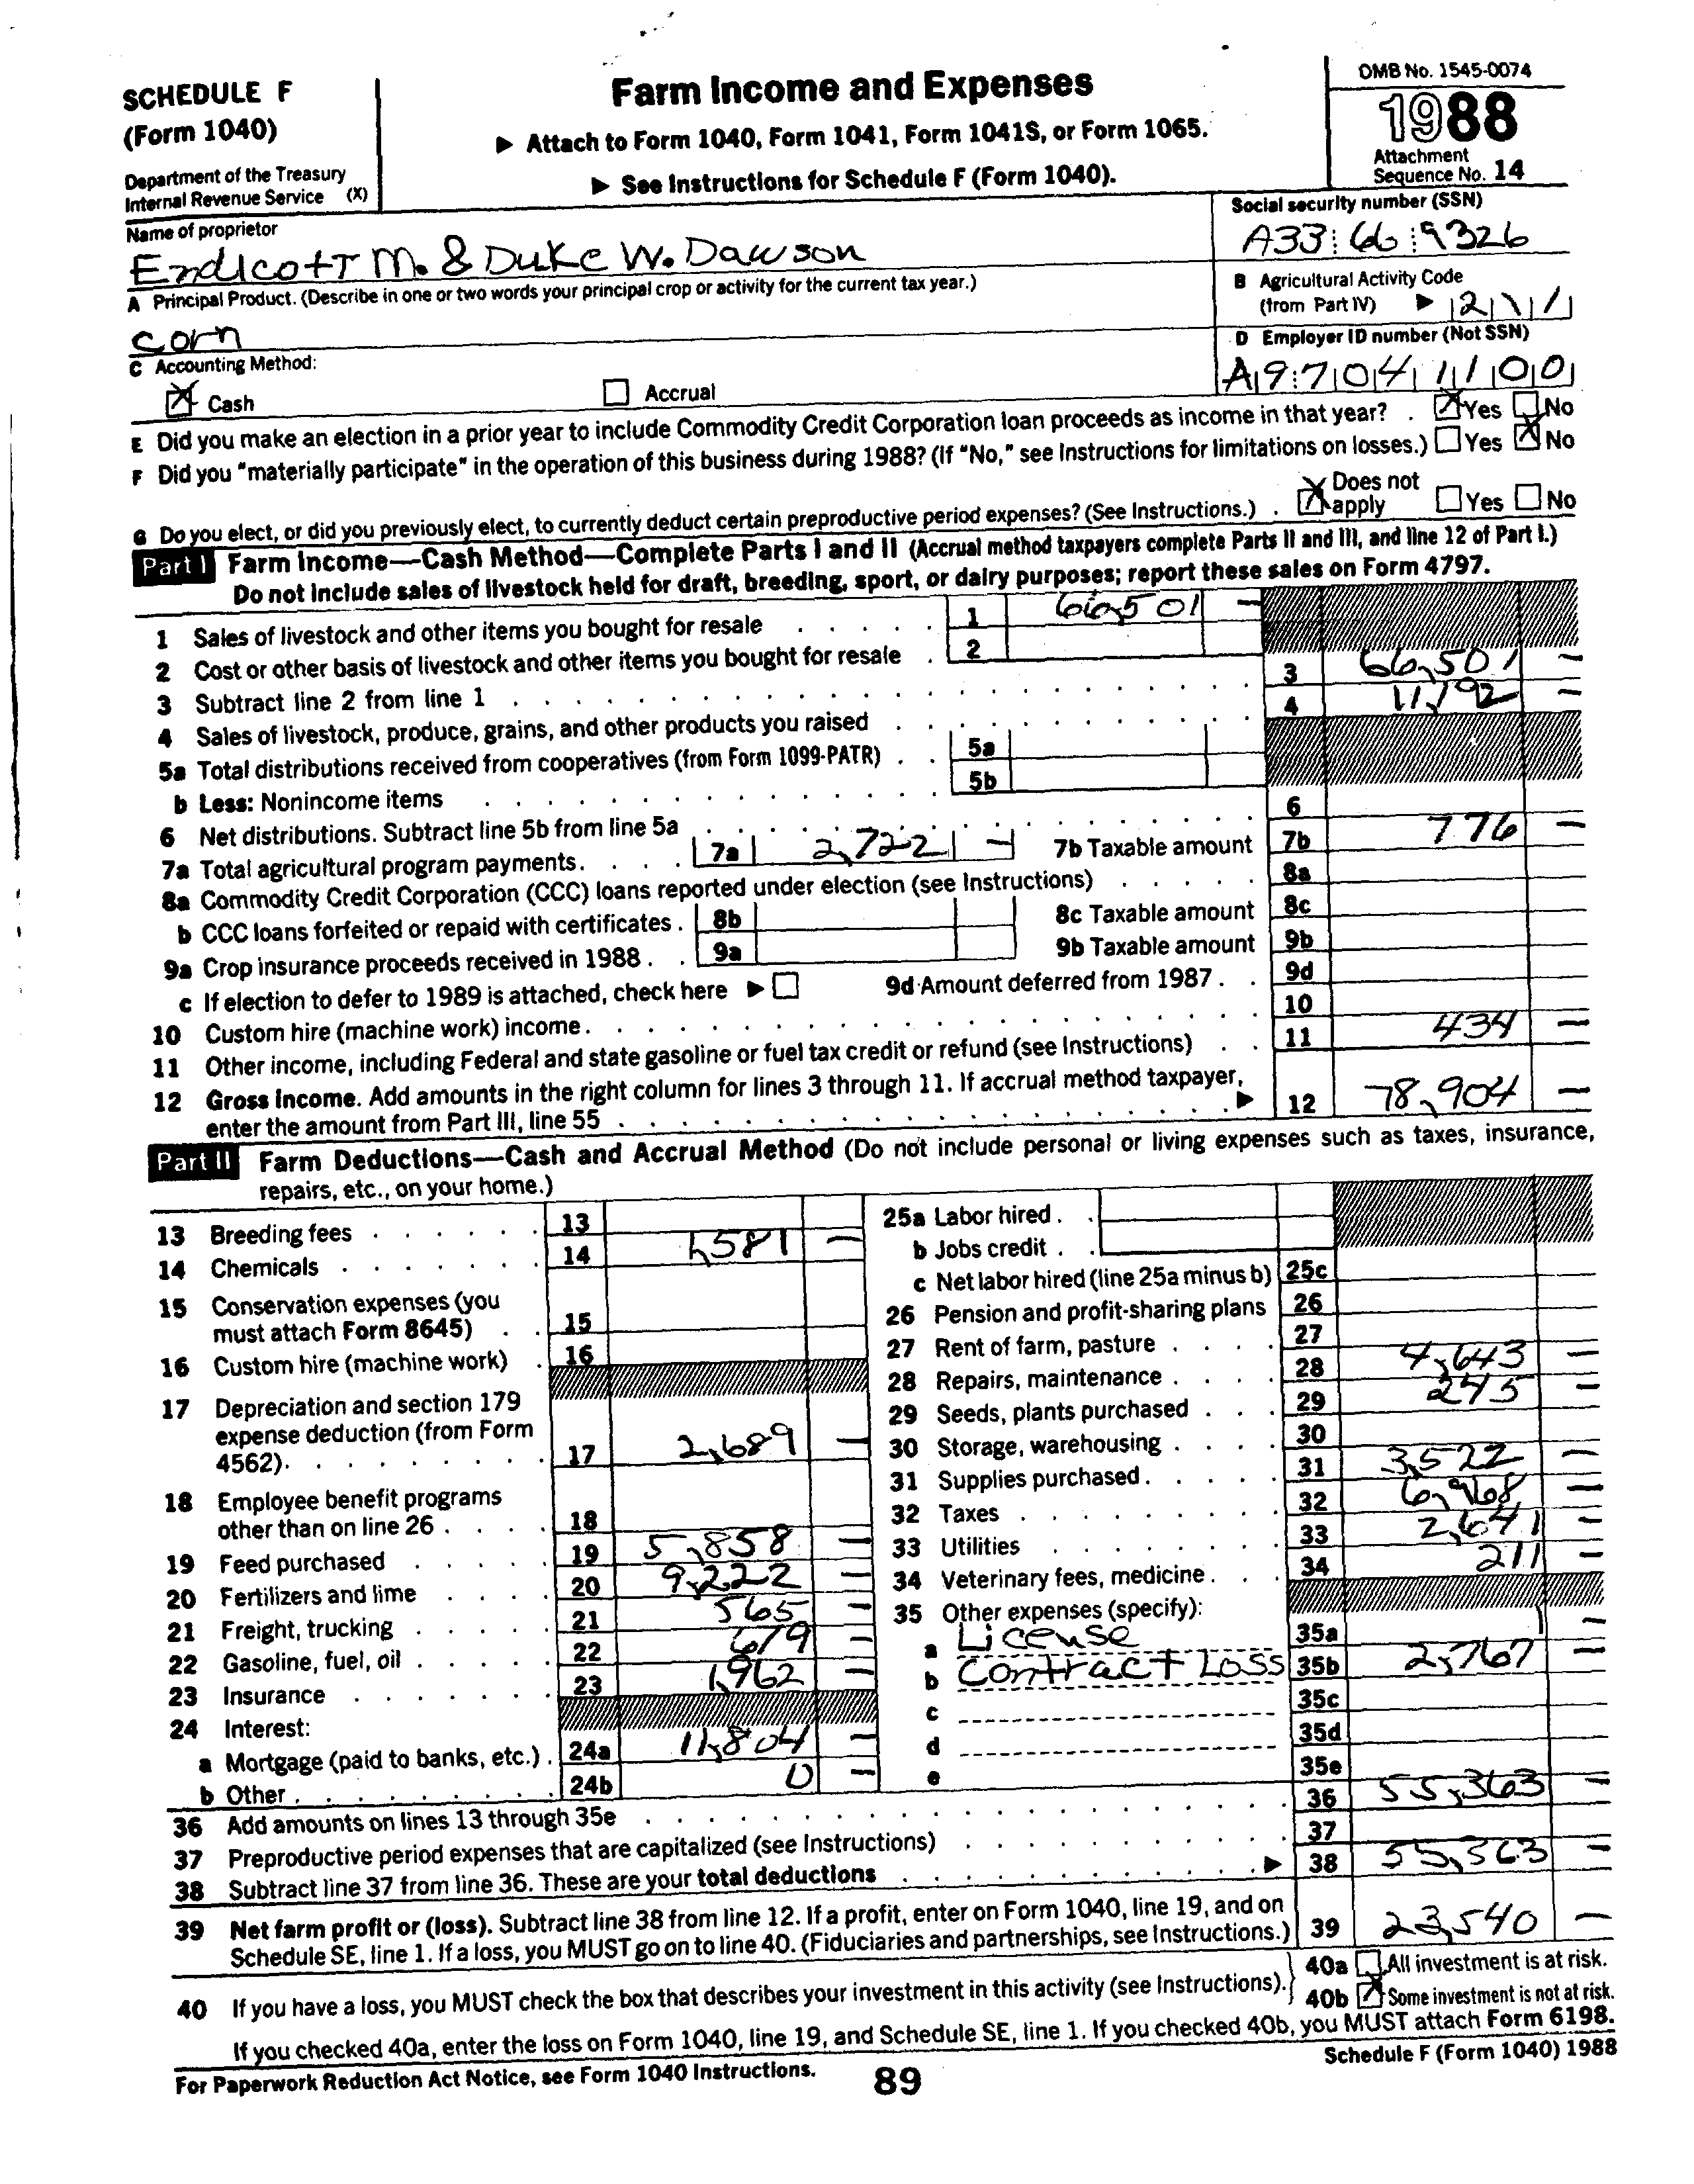 SCHEDULE F
(Form 1040)
Department of the Treasury
Internal Revenue Service (X)
Farm Income and Expenses
▶ Attach to Form 1040, Form 1041, Form 1041S, or Form 1065.
▶ See Instructions for Schedule F (Form 1040).
OMB No. 1545-0074
1988
Attachment
Sequence No. 14
Name of proprietor
Endicott M. & Duke W. Dawson
Social security number (SSN)
A33 66 9326
A Principal Product. (Describe in one or two words your principal crop or activity for the current tax year.)
Corn
B Agricultural Activity Code
(from Part IV) ▶ 2 1 1
C Accounting Method:
☒ Cash ☐ Accrual
D Employer ID number (Not SSN)
A 9 7 0 4 1 1 0 0
E Did you make an election in a prior year to include Commodity Credit Corporation loan proceeds as income in that year? . ☒ Yes ☐ No
F Did you "materially participate" in the operation of this business during 1988? (If "No," see Instructions for limitations on losses.) ☐ Yes ☒ No
G Do you elect, or did you previously elect, to currently deduct certain preproductive period expenses? (See Instructions.) . ☒ Does not apply ☐ Yes ☐ No
Part I Farm Income—Cash Method—Complete Parts I and II (Accrual method taxpayers complete Parts II and III, and line 12 of Part I.)
Do not include sales of livestock held for draft, breeding, sport, or dairy purposes; report these sales on Form 4797.
1 Sales of livestock and other items you bought for resale 1 66,501 —
2 Cost or other basis of livestock and other items you bought for resale 2
3 Subtract line 2 from line 1 3 66,501 —
4 Sales of livestock, produce, grains, and other products you raised 4 11,192 —
5a Total distributions received from cooperatives (from Form 1099-PATR) 5a
b Less: Nonincome items 5b
6 Net distributions. Subtract line 5b from line 5a 6
7a Total agricultural program payments. 7a 2,722 — 7b Taxable amount 7b 776 —
8a Commodity Credit Corporation (CCC) loans reported under election (see Instructions) 8a
b CCC loans forfeited or repaid with certificates . 8b 8c Taxable amount 8c
9a Crop insurance proceeds received in 1988 . 9a 9b Taxable amount 9b
c If election to defer to 1989 is attached, check here ▶ ☐ 9d Amount deferred from 1987 . 9d
10 Custom hire (machine work) income. 10
11 Other income, including Federal and state gasoline or fuel tax credit or refund (see Instructions) 11 434 —
12 Gross income. Add amounts in the right column for lines 3 through 11. If accrual method taxpayer,
enter the amount from Part III, line 55 ▶ 12 78,904 —
Part II Farm Deductions—Cash and Accrual Method (Do not include personal or living expenses such as taxes, insurance,
repairs, etc., on your home.)
13 Breeding fees 13
14 Chemicals 14 1,581 —
15 Conservation expenses (you
must attach Form 8645) 15
16 Custom hire (machine work) 16
17 Depreciation and section 179
expense deduction (from Form
4562). 17 2,689 —
18 Employee benefit programs
other than on line 26 18
19 Feed purchased 19 5,858 —
20 Fertilizers and lime 20 9,222 —
21 Freight, trucking 21 565 —
22 Gasoline, fuel, oil 22 679 —
23 Insurance 23 1,962 —
24 Interest:
a Mortgage (paid to banks, etc.) . 24a 11,804 —
b Other 24b 0 —
25a Labor hired .
b Jobs credit .
c Net labor hired (line 25a minus b) 25c
26 Pension and profit-sharing plans 26
27 Rent of farm, pasture 27
28 Repairs, maintenance 28 4,643 —
29 Seeds, plants purchased 29 245 —
30 Storage, warehousing 30
31 Supplies purchased. 31 3,522 —
32 Taxes 32 6,968 —
33 Utilities 33 2,641 —
34 Veterinary fees, medicine 34 211 —
35 Other expenses (specify):
a License 35a 1 —
b Contract Loss 35b 2,767 —
c 35c
d 35d
e 35e
36 Add amounts on lines 13 through 35e 36 55,363 —
37 Preproductive period expenses that are capitalized (see Instructions) 37
38 Subtract line 37 from line 36. These are your total deductions ▶ 38 55,363 —
39 Net farm profit or (loss). Subtract line 38 from line 12. If a profit, enter on Form 1040, line 19, and on
Schedule SE, line 1. If a loss, you MUST go on to line 40. (Fiduciaries and partnerships, see Instructions.) 39 23,540 —
40 If you have a loss, you MUST check the box that describes your investment in this activity (see Instructions).
40a ☐ All investment is at risk.
40b ☒ Some investment is not at risk.
If you checked 40a, enter the loss on Form 1040, line 19, and Schedule SE, line 1. If you checked 40b, you MUST attach Form 6198.
For Paperwork Reduction Act Notice, see Form 1040 Instructions.
89
Schedule F (Form 1040) 1988